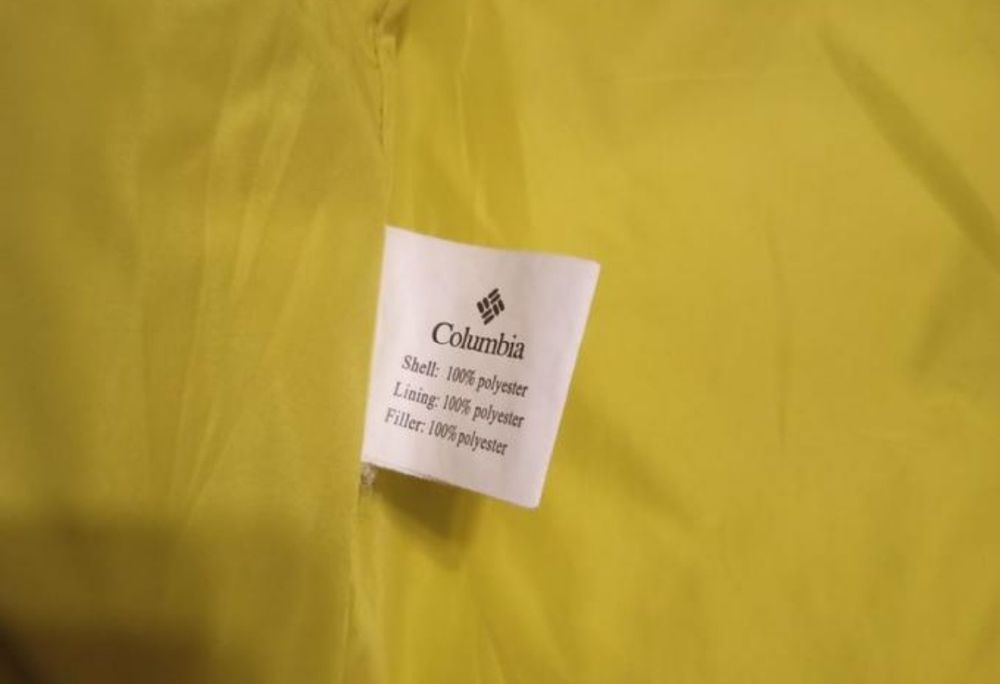 Columbia
Shell: 100% polyester
Lining: 100% polyester
Filler: 100% polyester